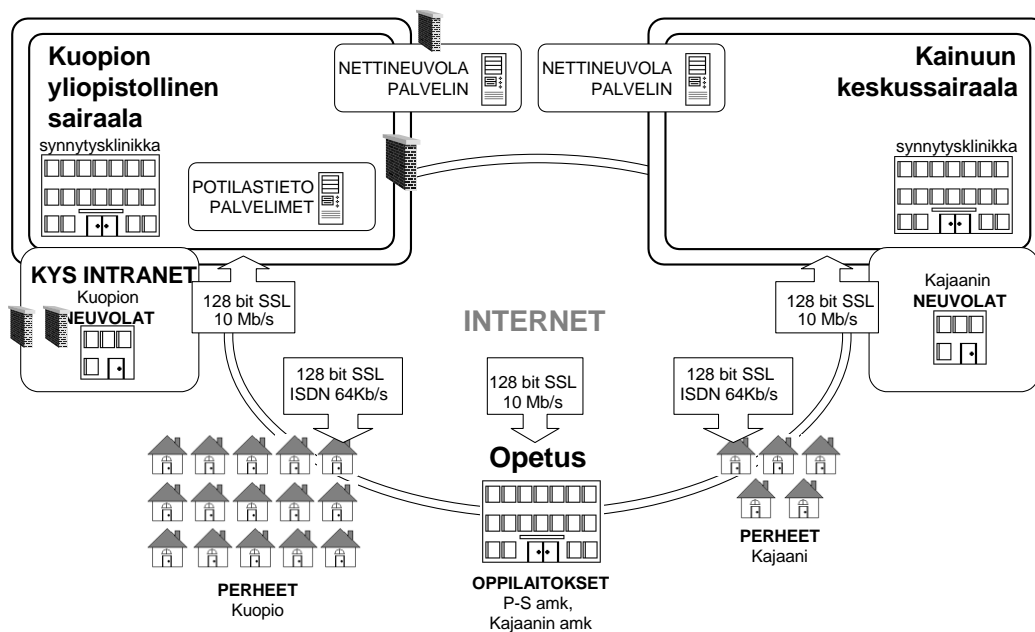 Kuopion
yliopistollinen
sairaala
synnytysklinikka
NETTINEUVOLA
PALVELIN
NETTINEUVOLA
PALVELIN
Kainuun
keskussairaala
synnytysklinikka
POTILASTIETO
PALVELIMET
KYS INTRANET
Kuopion
NEUVOLAT
128 bit SSL
10 Mb/s
INTERNET
128 bit SSL
10 Mb/s
Kajaanin
NEUVOLAT
128 bit SSL
ISDN 64Kb/s
128 bit SSL
10 Mb/s
128 bit SSL
ISDN 64Kb/s
Opetus
PERHEET
Kuopio
OPPILAITOKSET
P-S amk,
Kajaanin amk
PERHEET
Kajaani